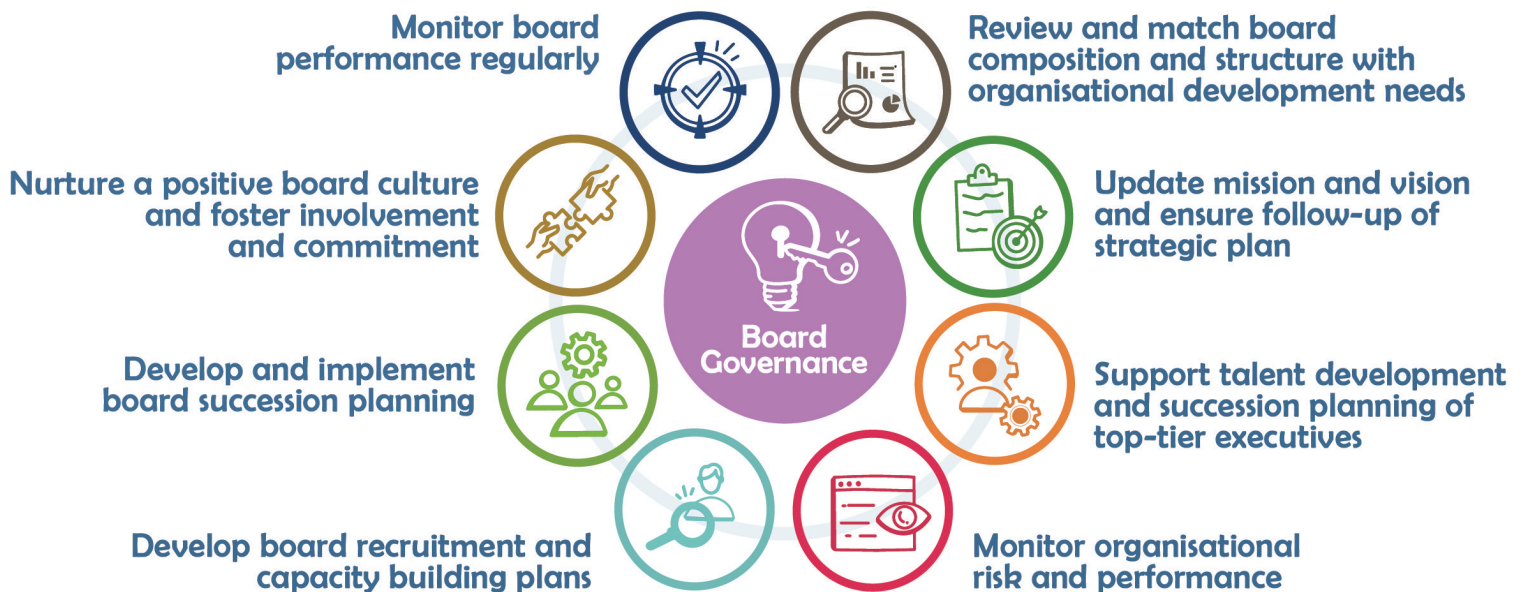 Monitor board
performance regularly
Review and match board
composition and structure with
organisational development needs
Nurture a positive board culture
and foster involvement
and commitment
Update mission and vision
and ensure follow-up of
strategic plan
Board
Governance
Develop and implement
board succession planning
Support talent development
and succession planning of
top-tier executives
Develop board recruitment and
capacity building plans
Monitor organisational
risk and performance